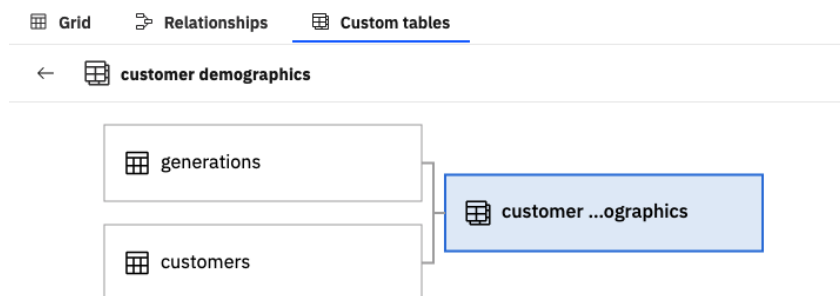 Grid Relationships Custom tables
customer demographics
generations
customer ...ographics
customers